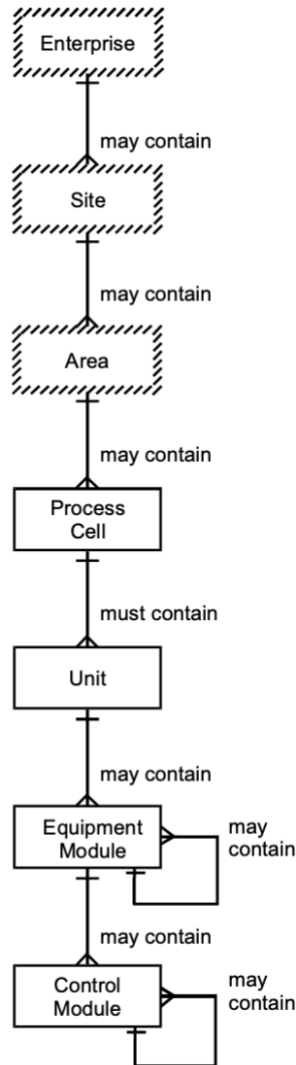 Enterprise
may contain
Site
may contain
Area
may contain
Process
Cell
must contain
Unit
may contain
Equipment
Module
may
contain
may contain
Control
Module
may
contain